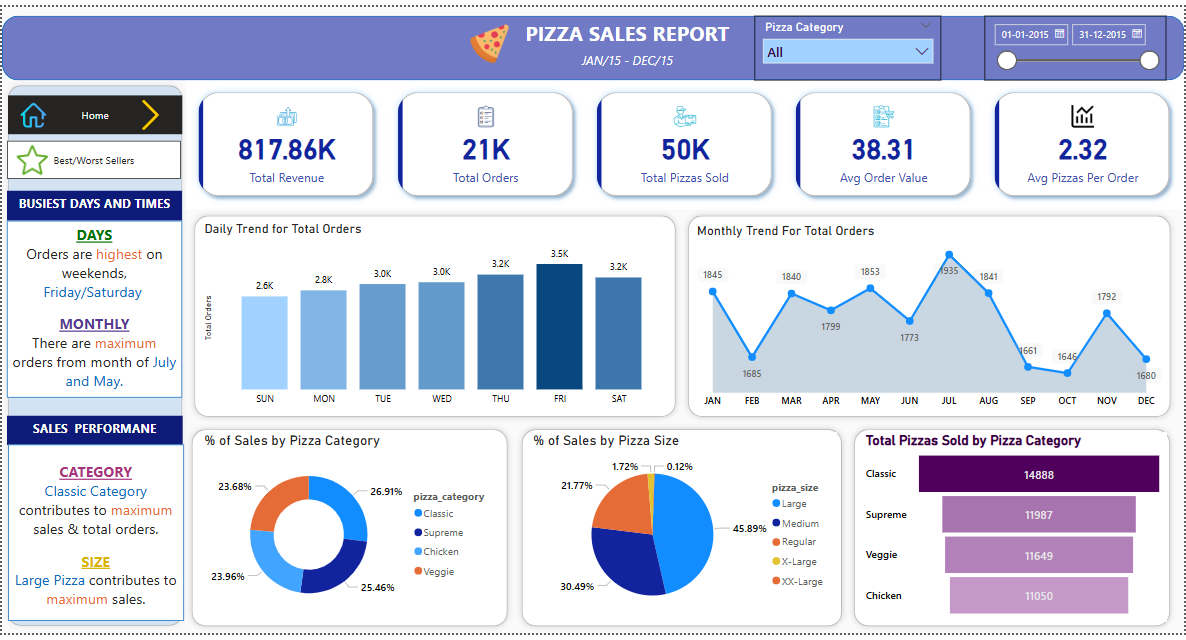 PIZZA SALES REPORT
JAN/15 - DEC/15
Pizza Category
All
01-01-2015
31-12-2015
Home
Best/Worst Sellers
BUSIEST DAYS AND TIMES
DAYS
Orders are highest on
weekends,
Friday/Saturday
MONTHLY
There are maximum
orders from month of July
and May.
SALES PERFORMANE
CATEGORY
Classic Category
contributes to maximum
sales & total orders.
SIZE
Large Pizza contributes to
maximum sales.
817.86K
Total Revenue
21K
Total Orders
50K
Total Pizzas Sold
38.31
Avg Order Value
2.32
Avg Pizzas Per Order
Daily Trend for Total Orders
Total Orders
2.6K
2.8K
3.0K
3.0K
3.2K
3.5K
3.2K
SUN
MON
TUE
WED
THU
FRI
SAT
Monthly Trend For Total Orders
1845
1685
1840
1799
1853
1773
1935
1841
1661
1646
1792
1680
JAN
FEB
MAR
APR
MAY
JUN
JUL
AUG
SEP
OCT
NOV
DEC
% of Sales by Pizza Category
26.91%
25.46%
23.96%
23.68%
pizza_category
Classic
Supreme
Chicken
Veggie
% of Sales by Pizza Size
1.72%
0.12%
21.77%
45.89%
30.49%
pizza_size
Large
Medium
Regular
X-Large
XX-Large
Total Pizzas Sold by Pizza Category
Classic
14888
Supreme
11987
Veggie
11649
Chicken
11050